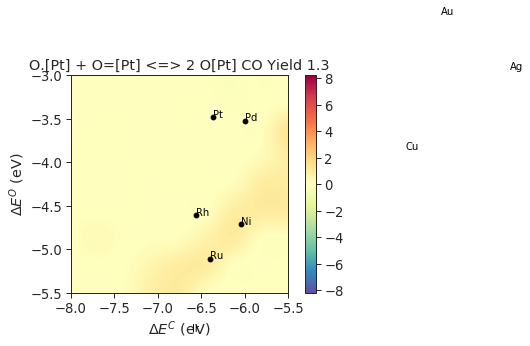 Au
Ag
O.[Pt] + O=[Pt] <=> 2 O[Pt] CO Yield 1.3
−3.0
−3.5
−4.0
−4.5
−5.0
−5.5
ΔE^O (eV)
Pt
Pd
Rh
Ni
Ru
Cu
8
6
4
2
0
−2
−4
−6
−8
−8.0 −7.5 −7.0 −6.5 −6.0 −5.5
ΔE^C (eV)
Ir